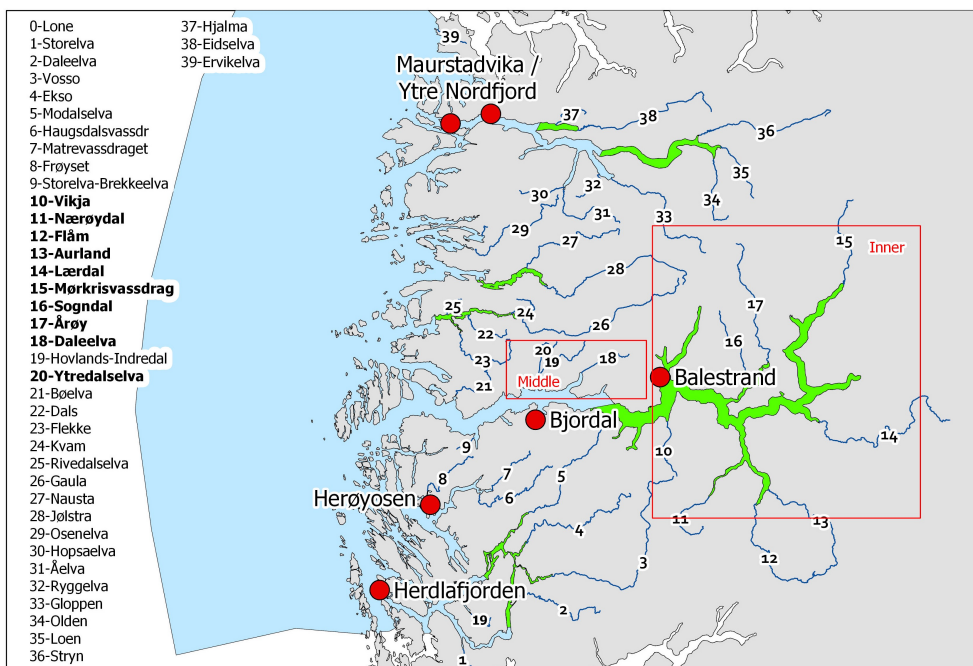 0-Lone
1-Storelva
2-Daleelva
3-Vosso
4-Ekso
5-Modalselva
6-Haugsdalsvassdr
7-Matrevassdraget
8-Frøyset
9-Storelva-Brekkeelva
10-Vikja
11-Nærøydal
12-Flåm
13-Aurland
14-Lærdal
15-Mørkrisvassdrag
16-Sogndal
17-Årøy
18-Daleelva
19-Hovlands-Indredal
20-Ytredalselva
21-Bøelva
22-Dals
23-Flekke
24-Kvam
25-Rivedalselva
26-Gaula
27-Nausta
28-Jølstra
29-Osenelva
30-Hopsaelva
31-Åelva
32-Ryggelva
33-Gloppen
34-Olden
35-Loen
36-Stryn
37-Hjalma
38-Eidselva
39-Ervikelva
39
Maurstadvika /
Ytre Nordfjord
37
38
36
35
34
32
30
31
33
29
27
15
Inner
28
25
24
26
17
22
16
20
19
18
23
Middle
21
Balestrand
Bjordal
14
9
10
8
7
6
5
Herøyosen
11
13
4
12
3
Herdlafjorden
2
19
1